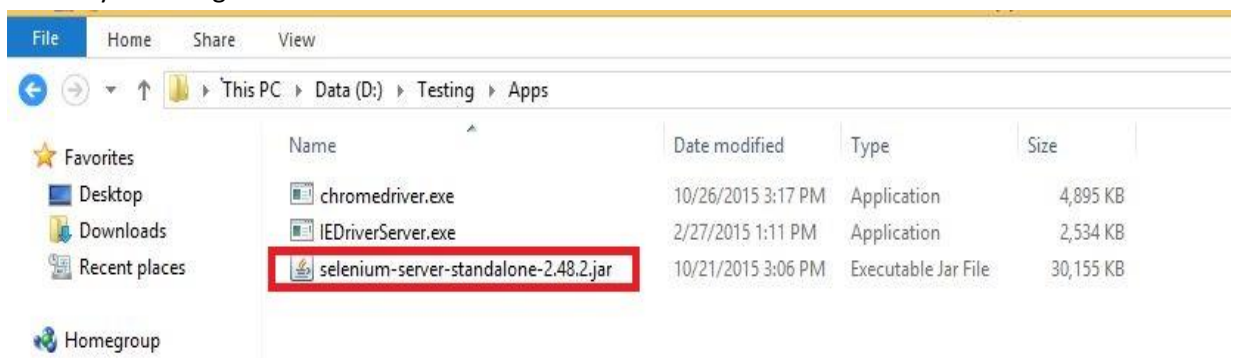 File Home Share View
This PC Data (D:) Testing Apps
Name Date modified Type Size
Favorites
Desktop chromedriver.exe 10/26/2015 3:17 PM Application 4,895 KB
Downloads IEDriverServer.exe 2/27/2015 1:11 PM Application 2,534 KB
Recent places selenium-server-standalone-2.48.2.jar 10/21/2015 3:06 PM Executable Jar File 30,155 KB
Homegroup